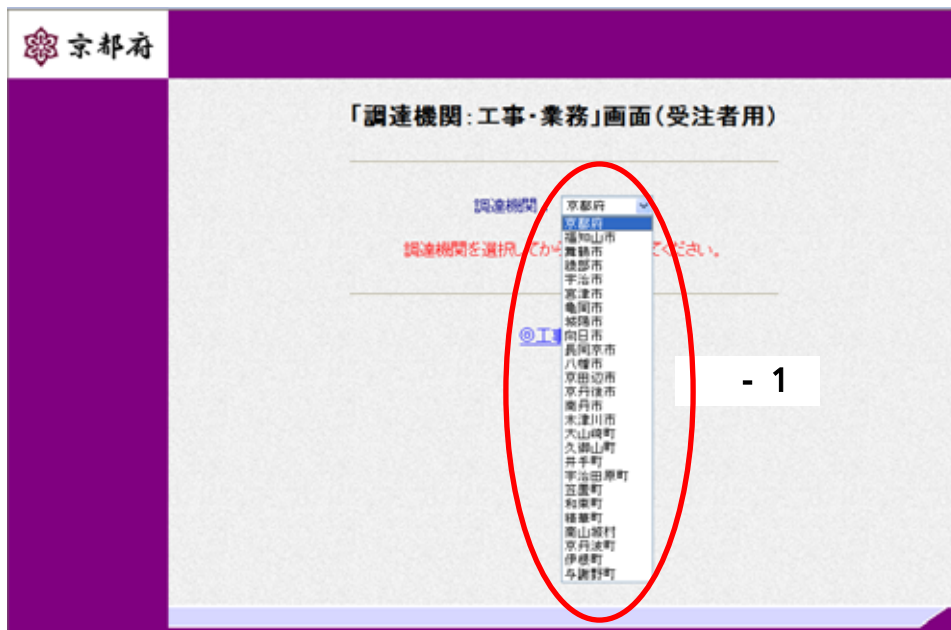 京都府
「調達機関:工事・業務」画面(受注者用)
調達機関: 京都府
京都府
福知山市
調達機関を選択してから ください。
舞鶴市
綾部市
宇治市
宮津市
亀岡市
城陽市
◎工事
向日市
長岡京市
八幡市
京田辺市
- 1
京丹後市
南丹市
木津川市
大山崎町
久御山町
井手町
宇治田原町
笠置町
和束町
精華町
南山城村
京丹波町
伊根町
与謝野町